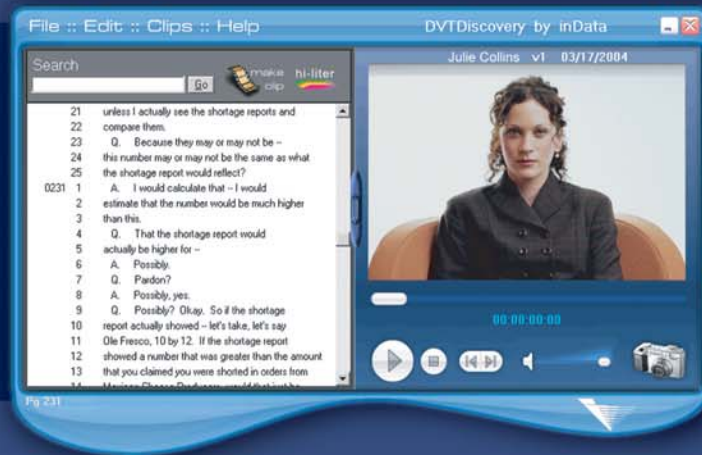 File :: Edit :: Clips :: Help
DVTDiscovery by inData
Julie Collins v1 03/17/2004
Search
Go
make clip
hi-liter
21 unless I actually see the shortage reports and
22 compare them.
23 Q. Because they may or may not be –
24 this number may or may not be the same as what
25 the shortage report would reflect?
0231 1 A. I would calculate that – I would
2 estimate that the number would be much higher
3 than this.
4 Q. That the shortage report would
5 actually be higher for –
6 A. Possibly.
7 Q. Pardon?
8 A. Possibly, yes.
9 Q. Possibly? Okay. So if the shortage
10 report actually showed – let's take, let's say
11 Ole Fresco, 10 by 12. If the shortage report
12 showed a number that was greater than the amount
13 that you claimed you were shorted in orders from
00:00:00:00
Pg 231